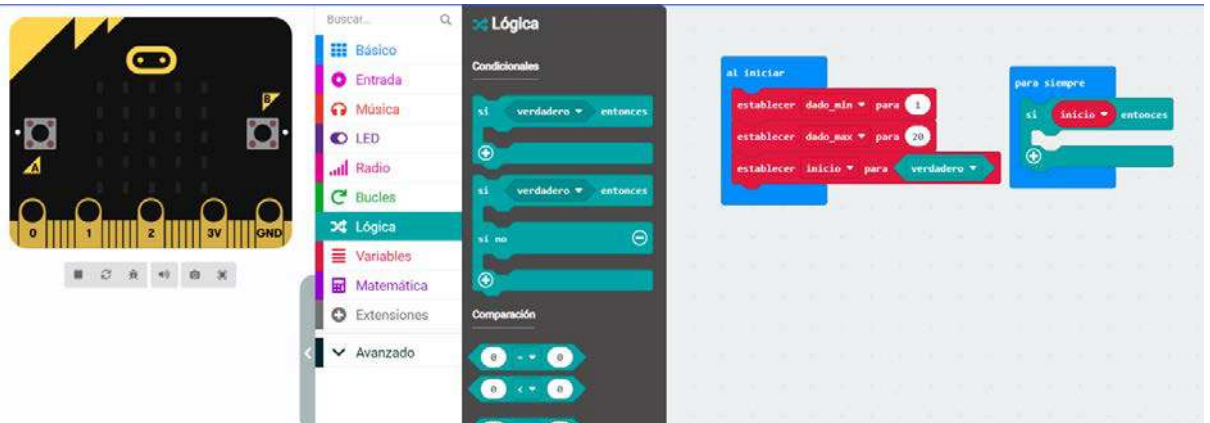 B
A
0 1 2 3V GND
Buscar...
Básico
Entrada
Música
LED
Radio
Bucles
Lógica
Variables
Matemática
Extensiones
Avanzado
Lógica
Condicionales
si verdadero entonces
si verdadero entonces
si no
Comparación
0 = 0
0 < 0
al iniciar
establecer dado_min para 1
establecer dado_max para 20
establecer inicio para verdadero
para siempre
si inicio entonces